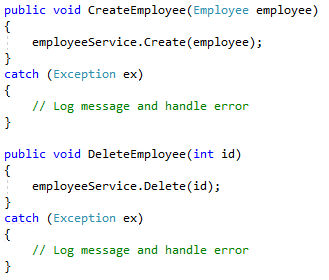 public void CreateEmployee(Employee employee)
{
    employeeService.Create(employee);
}
catch (Exception ex)
{
    // Log message and handle error
}

public void DeleteEmployee(int id)
{
    employeeService.Delete(id);
}
catch (Exception ex)
{
    // Log message and handle error
}